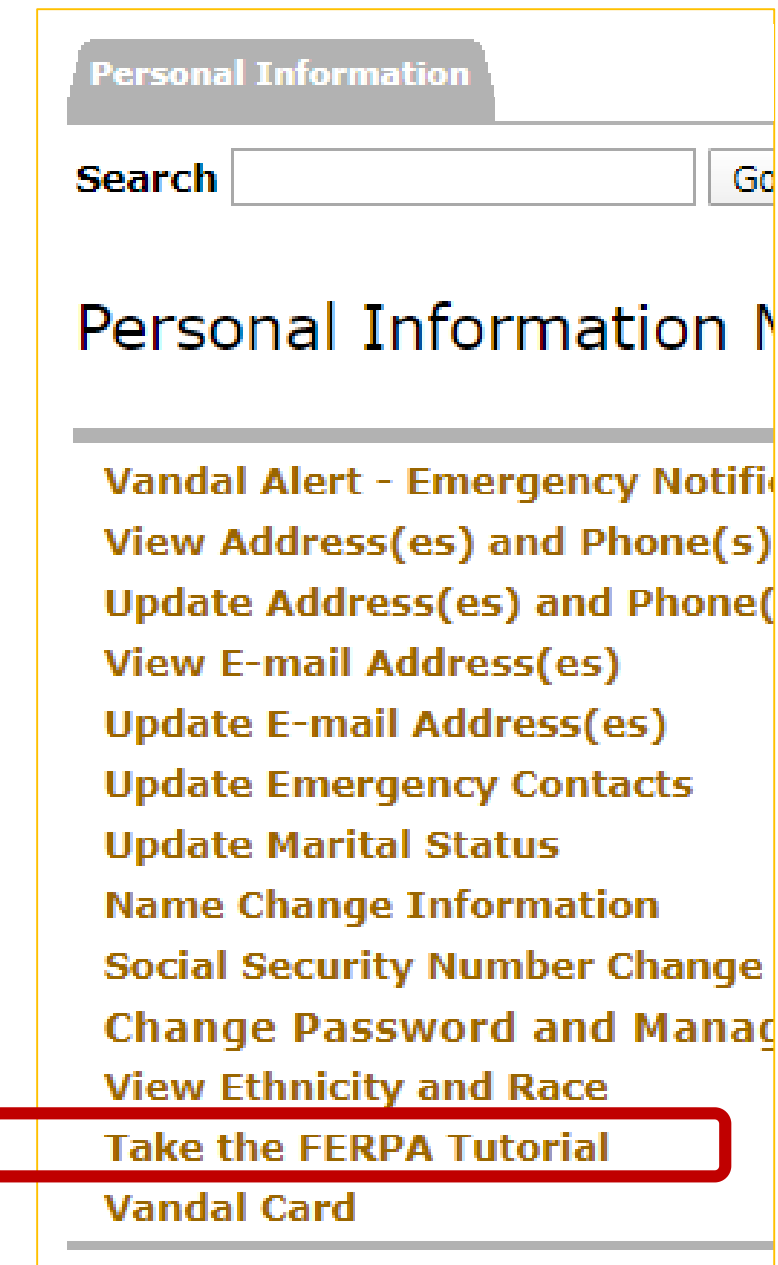 Personal Information
Search Go
Personal Information
Vandal Alert - Emergency
View Address(es) and Phone(s)
Update Address(es) and Phone(
View E-mail Address(es)
Update E-mail Address(es)
Update Emergency Contacts
Update Marital Status
Name Change Information
Social Security Number Change
Change Password and
View Ethnicity and Race
Take the FERPA Tutorial
Vandal Card